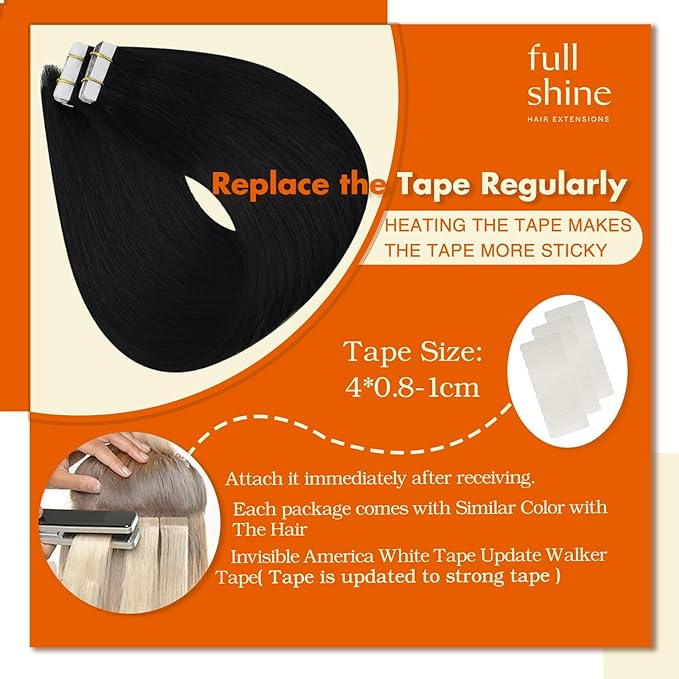 full
shine
HAIR EXTENSIONS
Replace the Tape Regularly
HEATING THE TAPE MAKES
THE TAPE MORE STICKY
Tape Size:
4*0.8-1cm
Attach it immediately after receiving.
Each package comes with Similar Color with
The Hair
Invisible America White Tape Update Walker
Tape( Tape is updated to strong tape )